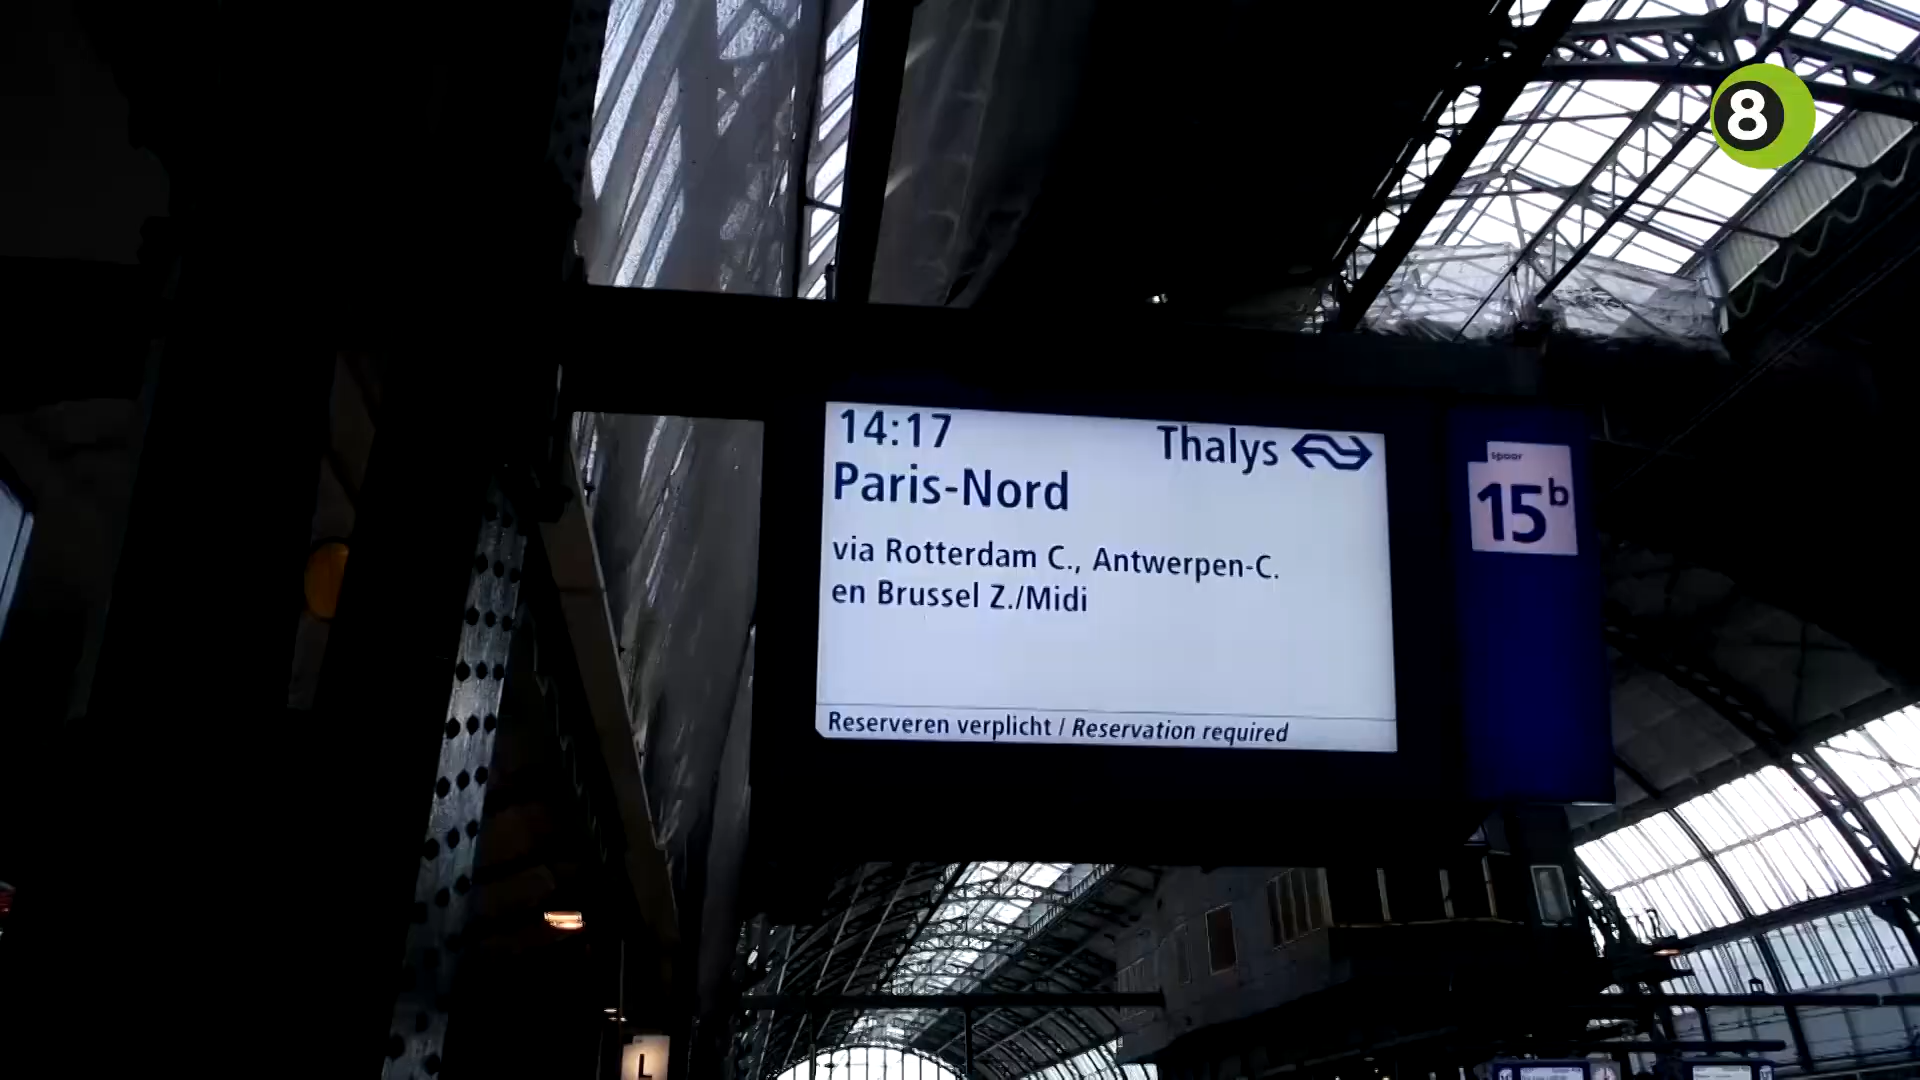 8
14:17 Thalys
Paris-Nord
via Rotterdam C., Antwerpen-C.
en Brussel Z./Midi
Reserveren verplicht / Reservation required
spoor
15b
L